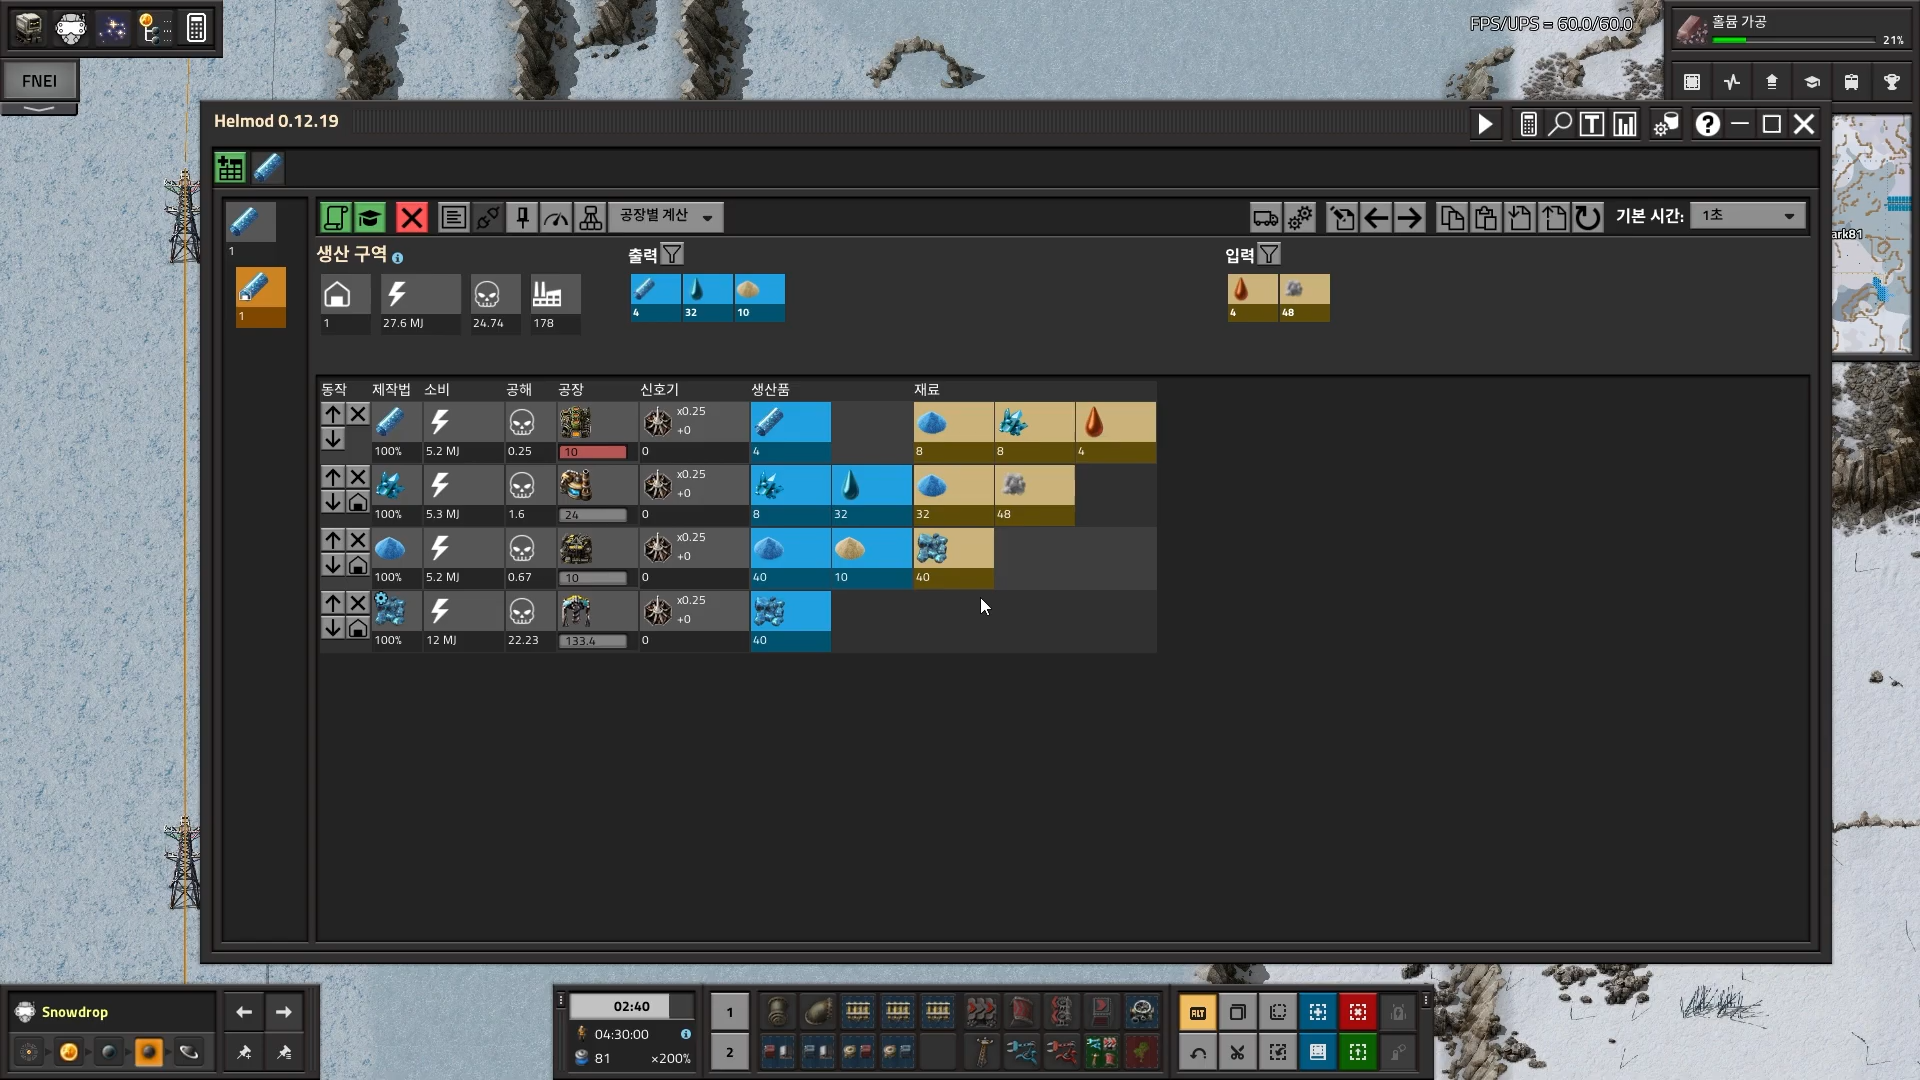 FPS/UPS = 60.0/60.0
홀뮴 가공
21%
FNEI
Helmod 0.12.19
공장별 계산
기본 시간:
1초
1
1
생산 구역
출력
입력
1
27.6 MJ
24.74
178
4
32
10
4
48
동작
제작법
소비
공해
공장
신호기
생산품
재료
x0.25
+0
100%
5.2 MJ
0.25
10
0
4
8
8
4
x0.25
+0
100%
5.3 MJ
1.6
24
0
8
32
32
48
x0.25
+0
100%
5.2 MJ
0.67
10
0
40
10
40
x0.25
+0
100%
12 MJ
22.23
133.4
0
40
ark81
Snowdrop
02:40
04:30:00
81
×200%
1
2
ALT